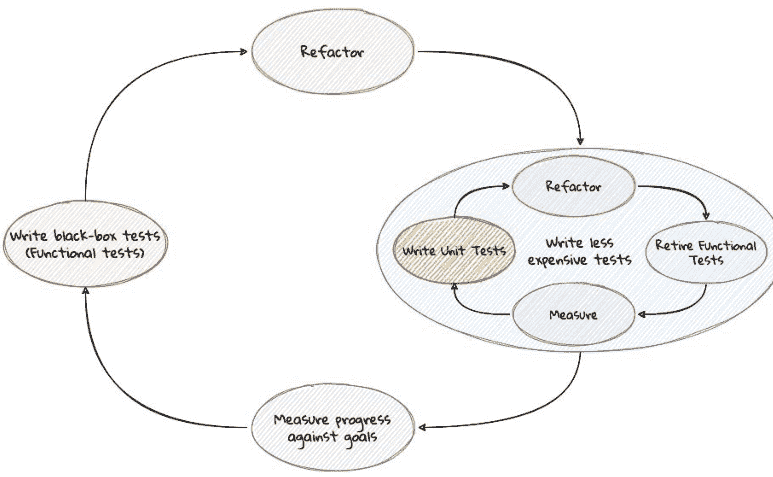 Refactor
Write black-box tests
(Functional tests)
Refactor
Write Unit Tests
Write less
expensive tests
Retire Functional
Tests
Measure
Measure progress
against goals